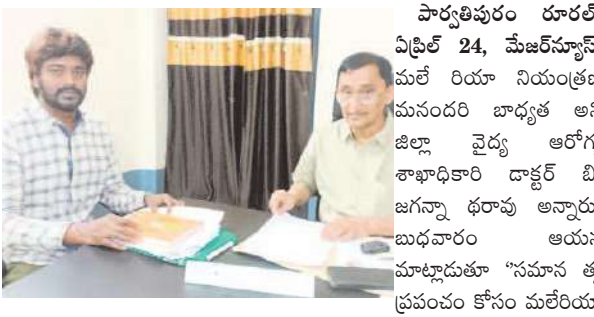 పార్వతీపురం రూరల్
ఏప్రిల్ 24, మేజర్‌న్యూస్
మలే రియా నియంత్రణ
మనందరి బాధ్యత అని
జిల్లా వైద్య ఆరోగ
శాఖాధికారి డాక్టర్ బి
జగన్నా థరావు అన్నారు
బుధవారం ఆయన
మాట్లాడుతూ “సమాన త్వ
ప్రపంచం కోసం మలేరియా